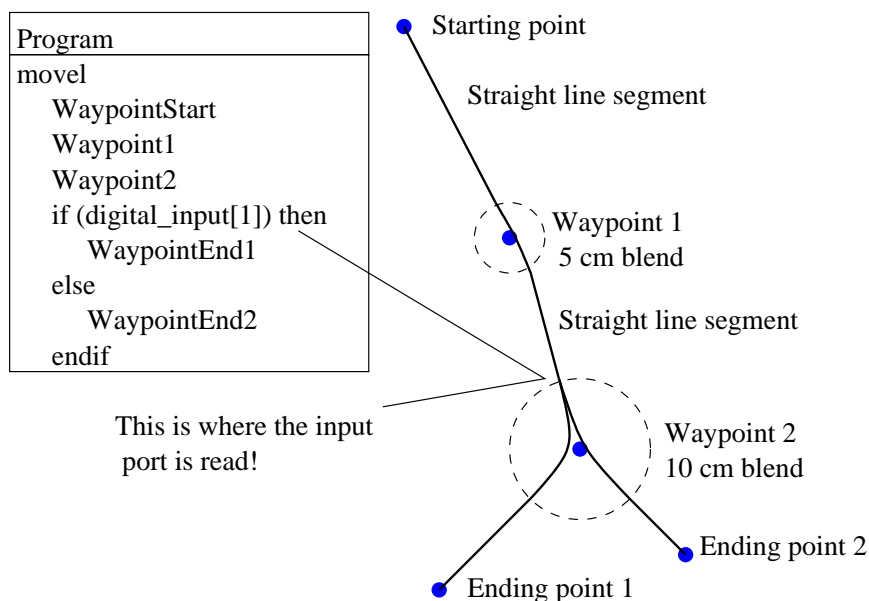 Program
movel
WaypointStart
Waypoint1
Waypoint2
if (digital_input[1]) then
WaypointEnd1
else
WaypointEnd2
endif
This is where the input
port is read!
Starting point
Straight line segment
Waypoint 1
5 cm blend
Straight line segment
Waypoint 2
10 cm blend
Ending point 2
Ending point 1